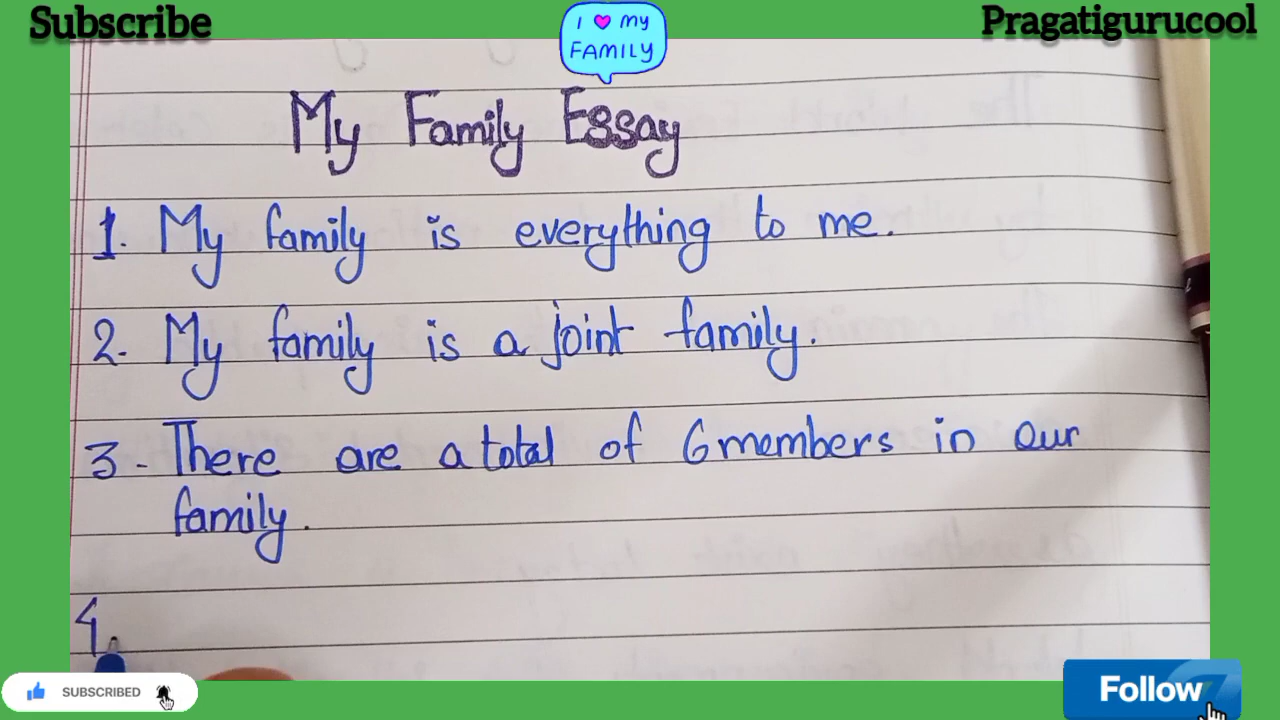 Subscribe
I ❤ my
FAMILY
Pragatigurucool
My Family Essay
1. My family is everything to me.
2. My family is a joint family.
3. There are a total of 6 members in our
family.
4.
SUBSCRIBED
Follow